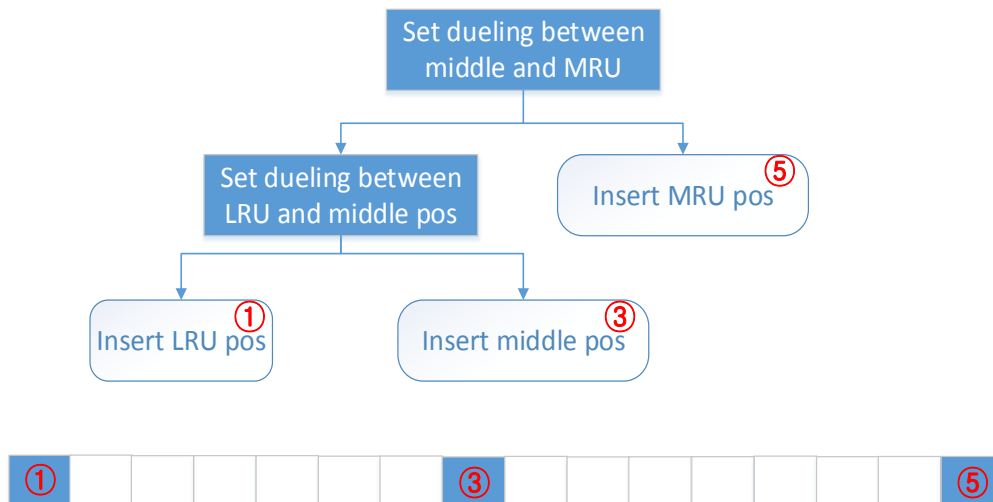 Set dueling between
middle and MRU
Set dueling between
LRU and middle pos
⑤
Insert MRU pos
①
Insert LRU pos
③
Insert middle pos
① ③ ⑤